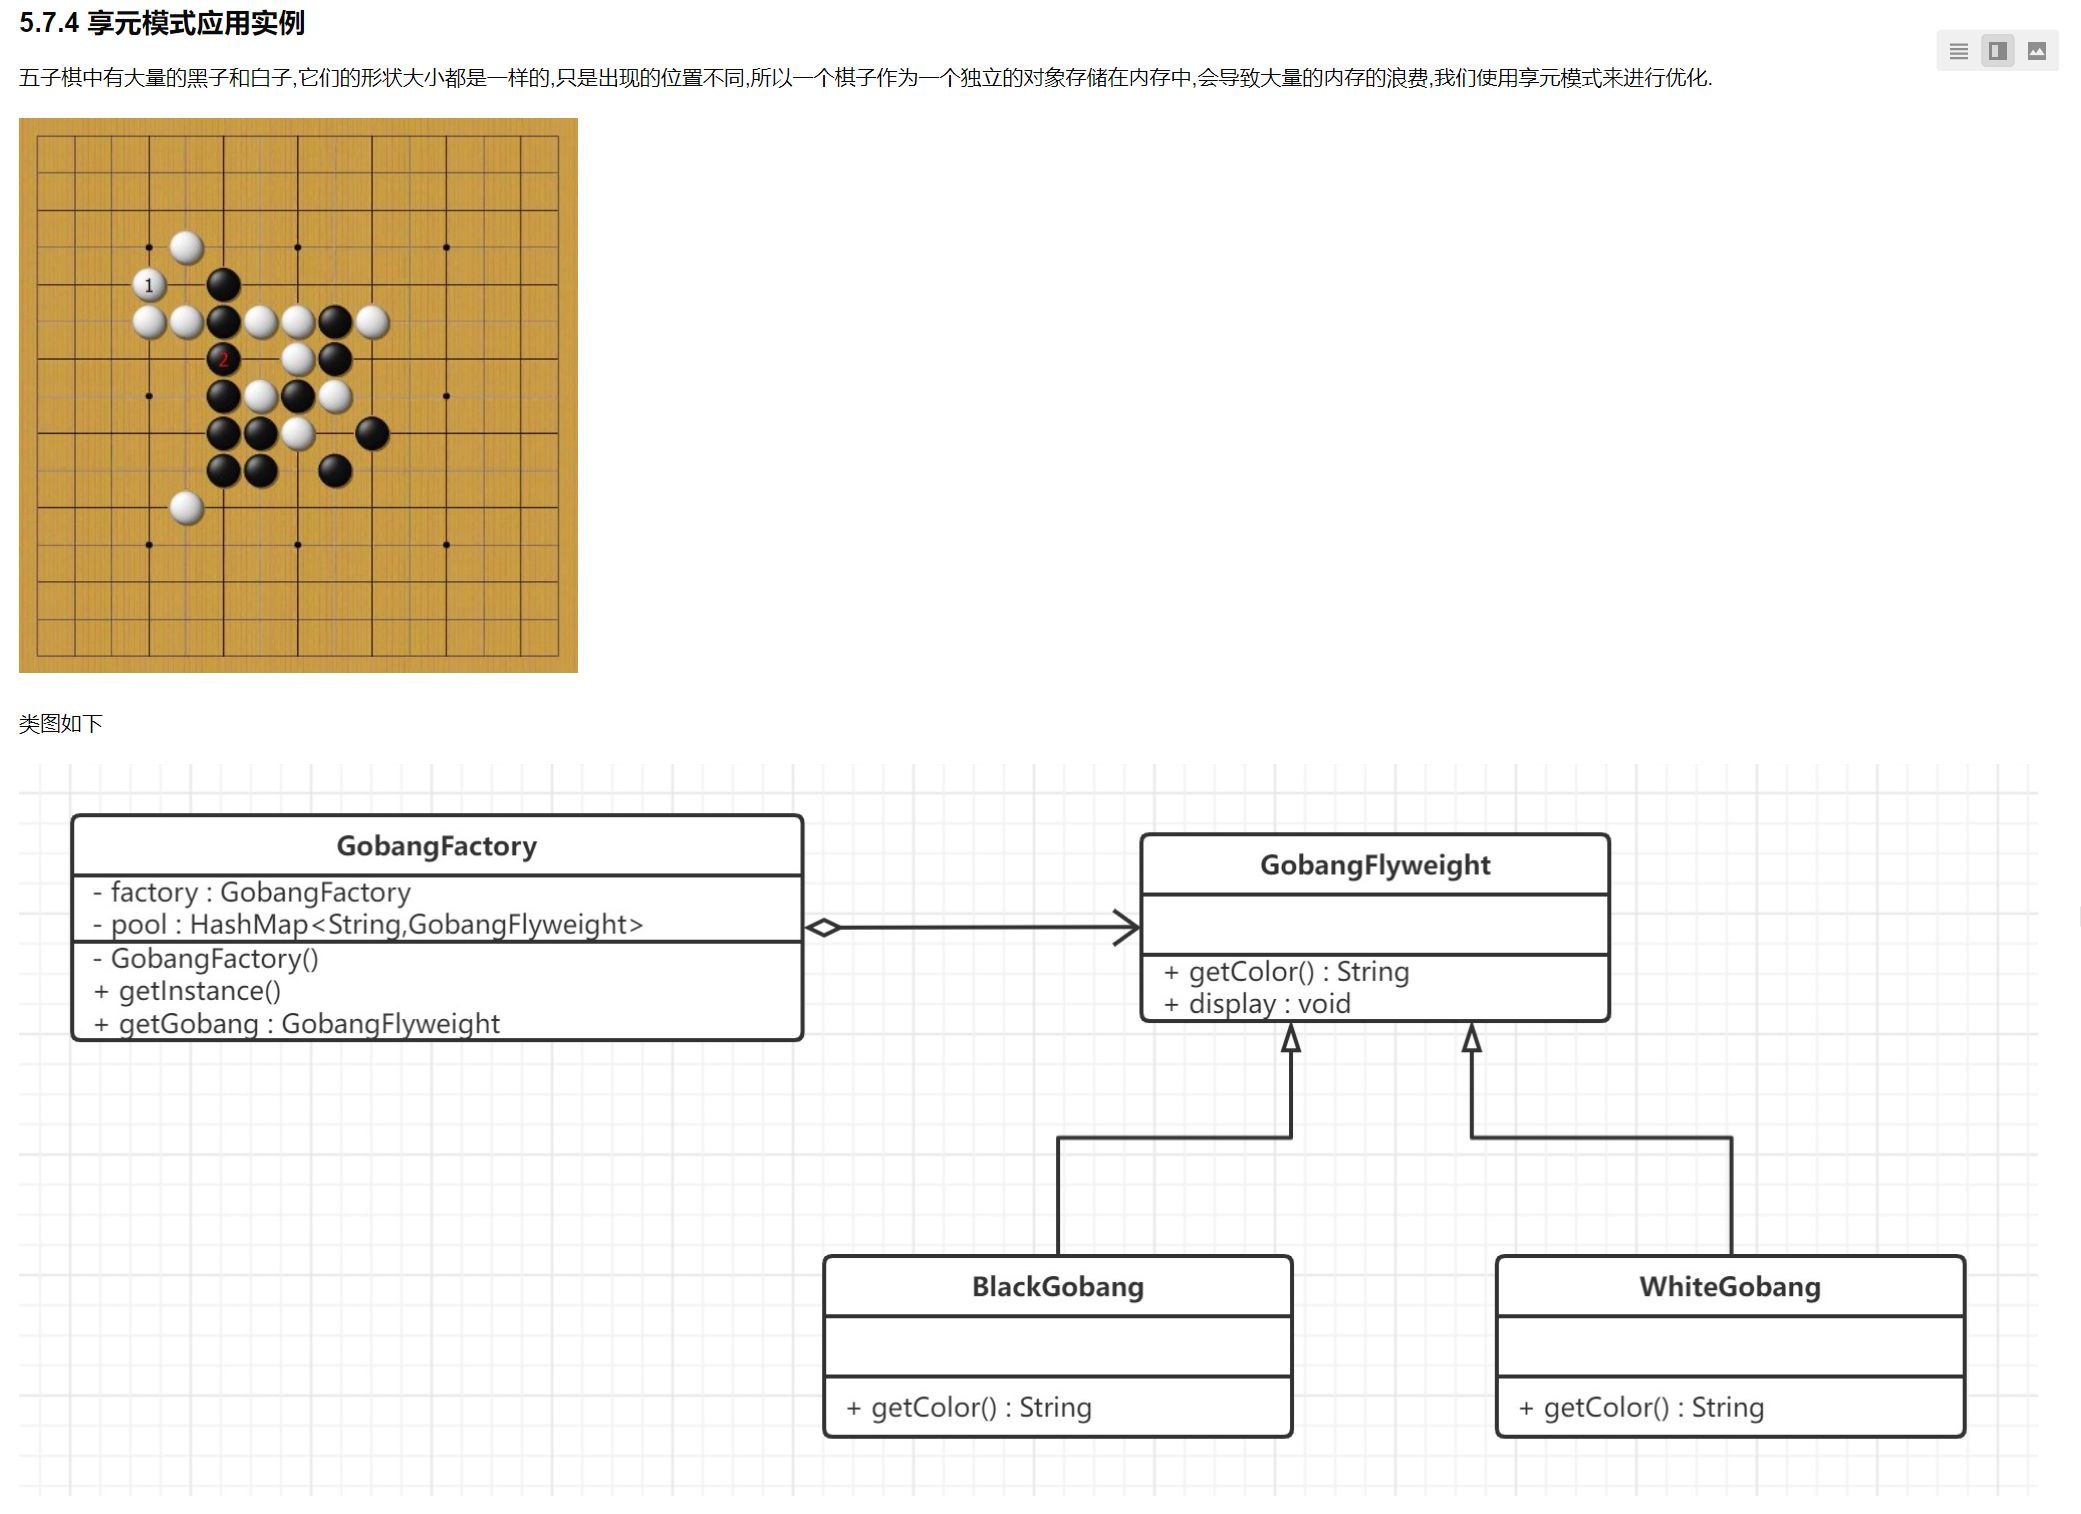 5.7.4 享元模式应用实例
五子棋中有大量的黑子和白子,它们的形状大小都是一样的,只是出现的位置不同,所以一个棋子作为一个独立的对象存储在内存中,会导致大量的内存的浪费,我们使用享元模式来进行优化.
1
2
类图如下
GobangFactory
- factory : GobangFactory
- pool : HashMap<String,GobangFlyweight>
- GobangFactory()
+ getInstance()
+ getGobang : GobangFlyweight
GobangFlyweight
+ getColor() : String
+ display : void
BlackGobang
+ getColor() : String
WhiteGobang
+ getColor() : String